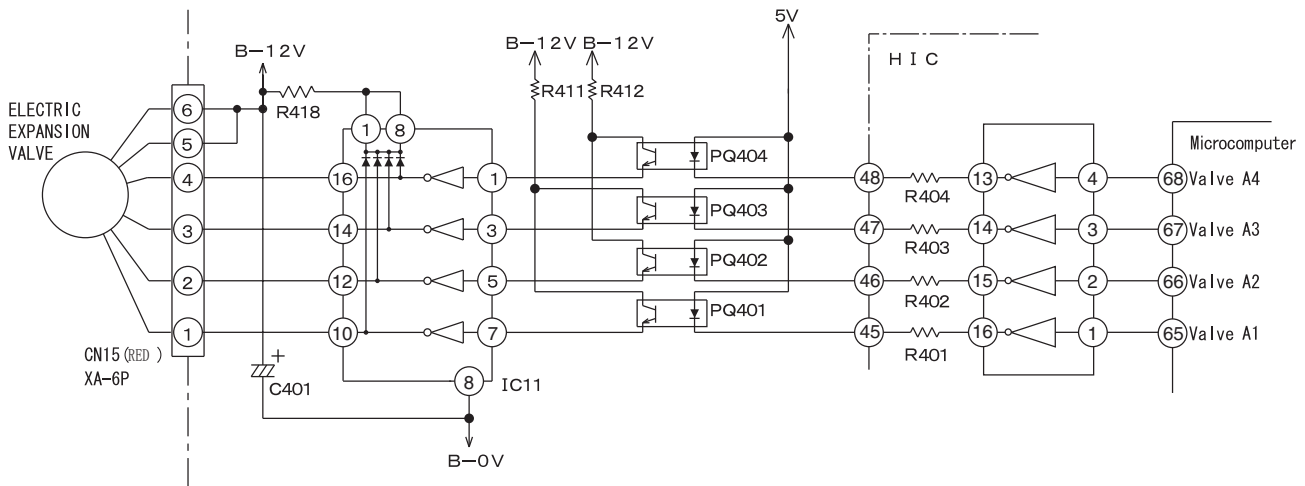 5V
B-12V
B-12V B-12V
HIC
R418
R411 R412
ELECTRIC
EXPANSION
VALVE
6
5
4
3
2
1
CN15 (RED )
XA-6P
+
C401
1 8
16 1
14 3
12 5
10 7
8
IC11
B-0V
PQ404
PQ403
PQ402
PQ401
48
47
46
45
R404
R403
R402
R401
13 4
14 3
15 2
16 1
Microcomputer
68 Valve A4
67 Valve A3
66 Valve A2
65 Valve A1